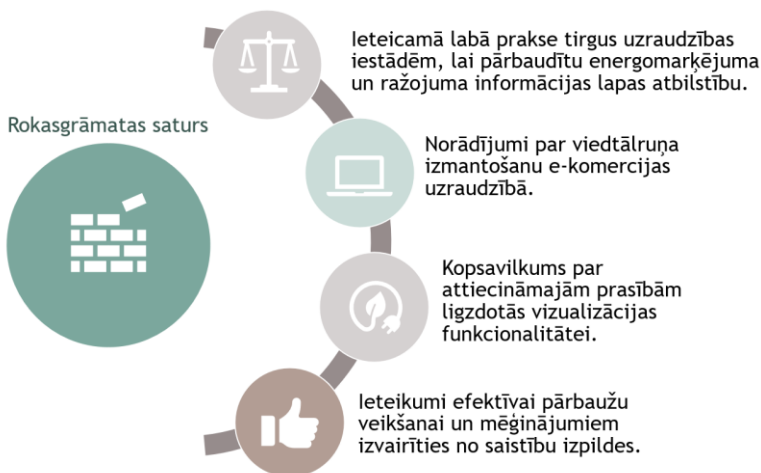 Rokasgrāmatas saturs
Ieteicamā labā prakse tirgus uzraudzības
iestādēm, lai pārbaudītu energomarķējuma
un ražojuma informācijas lapas atbilstību.
Norādījumi par viedtālruņa
izmantošanu e-komercijas
uzraudzībā.
Kopsavilkums par
attiecināmajām prasībām
ligzdotās vizualizācijas
funkcionalitātei.
Ieteikumi efektīvai pārbaužu
veikšanai un mēģinājumiem
izvairīties no saistību izpildes.